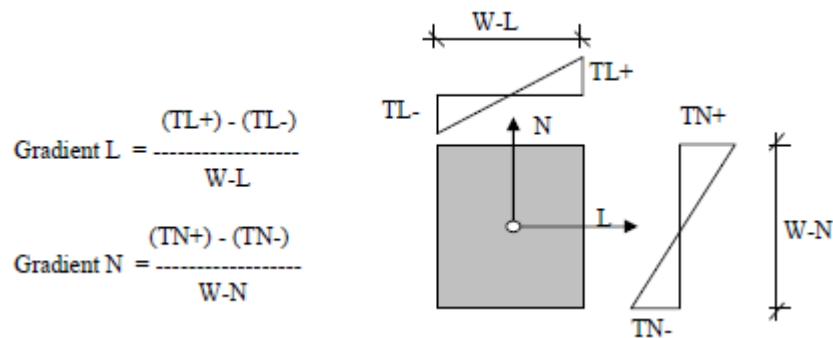 W-L
TL+
TL-
(TL+) - (TL-)
Gradient L = -------------------
W-L
N
TN+
L
W-N
(TN+) - (TN-)
Gradient N = -------------------
W-N
TN-